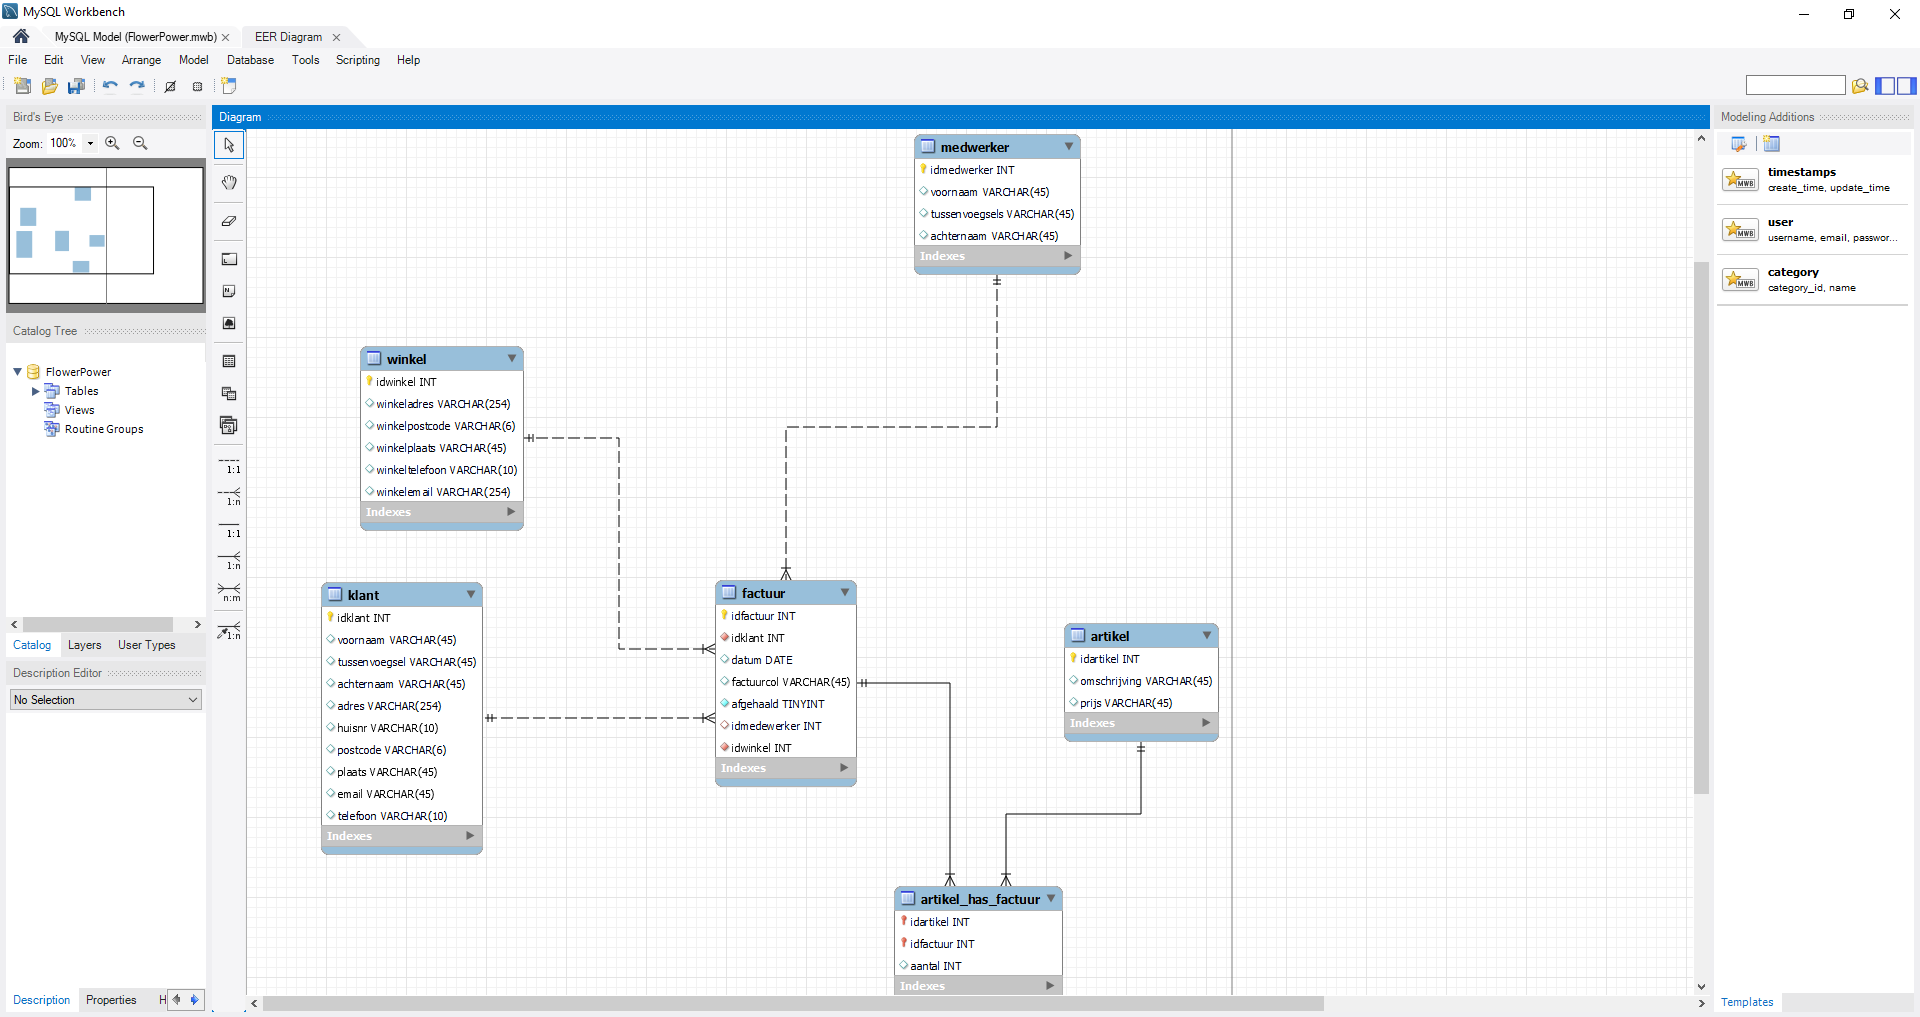 MySQL Workbench
MySQL Model (FlowerPower.mwb)
EER Diagram
File Edit View Arrange Model Database Tools Scripting Help
Bird's Eye
Zoom: 100%
Catalog Tree
FlowerPower
Tables
Views
Routine Groups
Catalog Layers User Types
Description Editor
No Selection
Description Properties H
Diagram
1:1
1:n
1:1
1:n
n:m
1:n
medwerker
idmedwerker INT
voornaam VARCHAR(45)
tussenvoegsels VARCHAR(45)
achternaam VARCHAR(45)
Indexes
winkel
idwinkel INT
winkeladres VARCHAR(254)
winkelpostcode VARCHAR(6)
winkelplaats VARCHAR(45)
winkeltelefoon VARCHAR(10)
winkelemail VARCHAR(254)
Indexes
klant
idklant INT
voornaam VARCHAR(45)
tussenvoegsel VARCHAR(45)
achternaam VARCHAR(45)
adres VARCHAR(254)
huisnr VARCHAR(10)
postcode VARCHAR(6)
plaats VARCHAR(45)
email VARCHAR(45)
telefoon VARCHAR(10)
Indexes
factuur
idfactuur INT
idklant INT
datum DATE
factuurcol VARCHAR(45)
afgehaald TINYINT
idmedewerker INT
idwinkel INT
Indexes
artikel
idartikel INT
omschrijving VARCHAR(45)
prijs VARCHAR(45)
Indexes
artikel_has_factuur
idartikel INT
idfactuur INT
aantal INT
Indexes
Modeling Additions
MWB
timestamps
create_time, update_time
MWB
user
username, email, passwor...
MWB
category
category_id, name
Templates